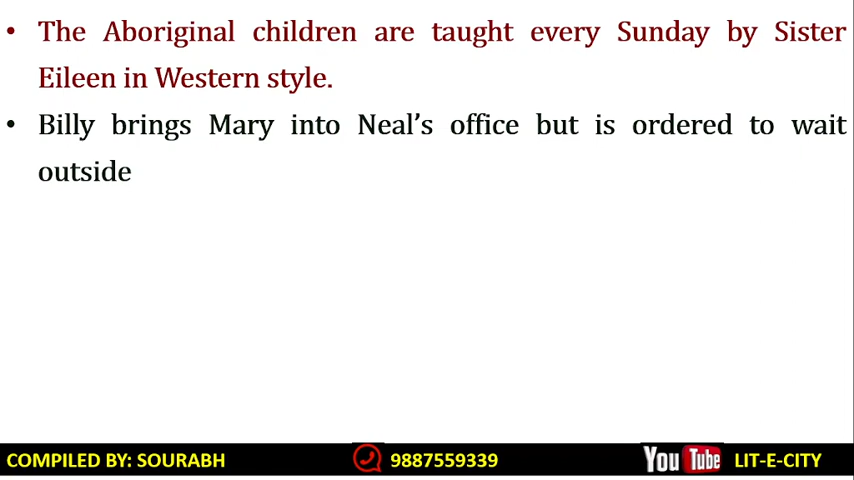 • The Aboriginal children are taught every Sunday by Sister
Eileen in Western style.
• Billy brings Mary into Neal's office but is ordered to wait
outside
COMPILED BY: SOURABH 9887559339 YouTube LIT-E-CITY